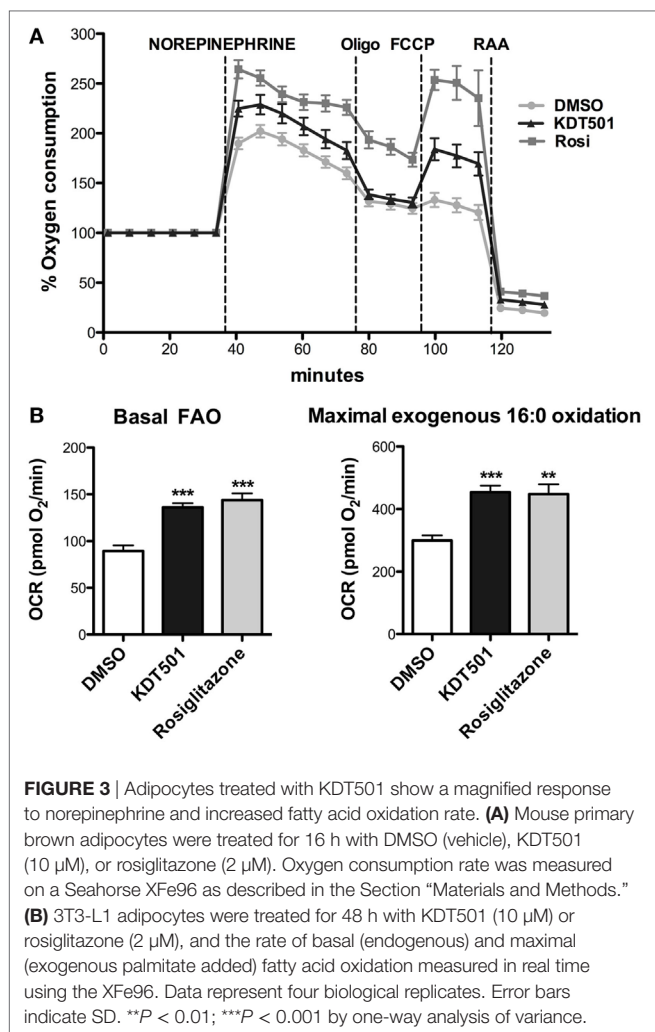 A
NOREPINEPHRINE Oligo FCCP RAA
300
250
200
150
100
50
0
% Oxygen consumption
0 20 40 60 80 100 120
minutes
DMSO
KDT501
Rosi
B
Basal FAO
200
150
100
50
0
OCR (pmol O₂/min)
DMSO
KDT501
Rosiglitazone
***
***
Maximal exogenous 16:0 oxidation
600
400
200
0
OCR (pmol O₂/min)
DMSO
KDT501
Rosiglitazone
***
**
FIGURE 3 | Adipocytes treated with KDT501 show a magnified response
to norepinephrine and increased fatty acid oxidation rate. (A) Mouse primary
brown adipocytes were treated for 16 h with DMSO (vehicle), KDT501
(10 μM), or rosiglitazone (2 μM). Oxygen consumption rate was measured
on a Seahorse XFe96 as described in the Section “Materials and Methods.”
(B) 3T3-L1 adipocytes were treated for 48 h with KDT501 (10 μM) or
rosiglitazone (2 μM), and the rate of basal (endogenous) and maximal
(exogenous palmitate added) fatty acid oxidation measured in real time
using the XFe96. Data represent four biological replicates. Error bars
indicate SD. **P < 0.01; ***P < 0.001 by one-way analysis of variance.